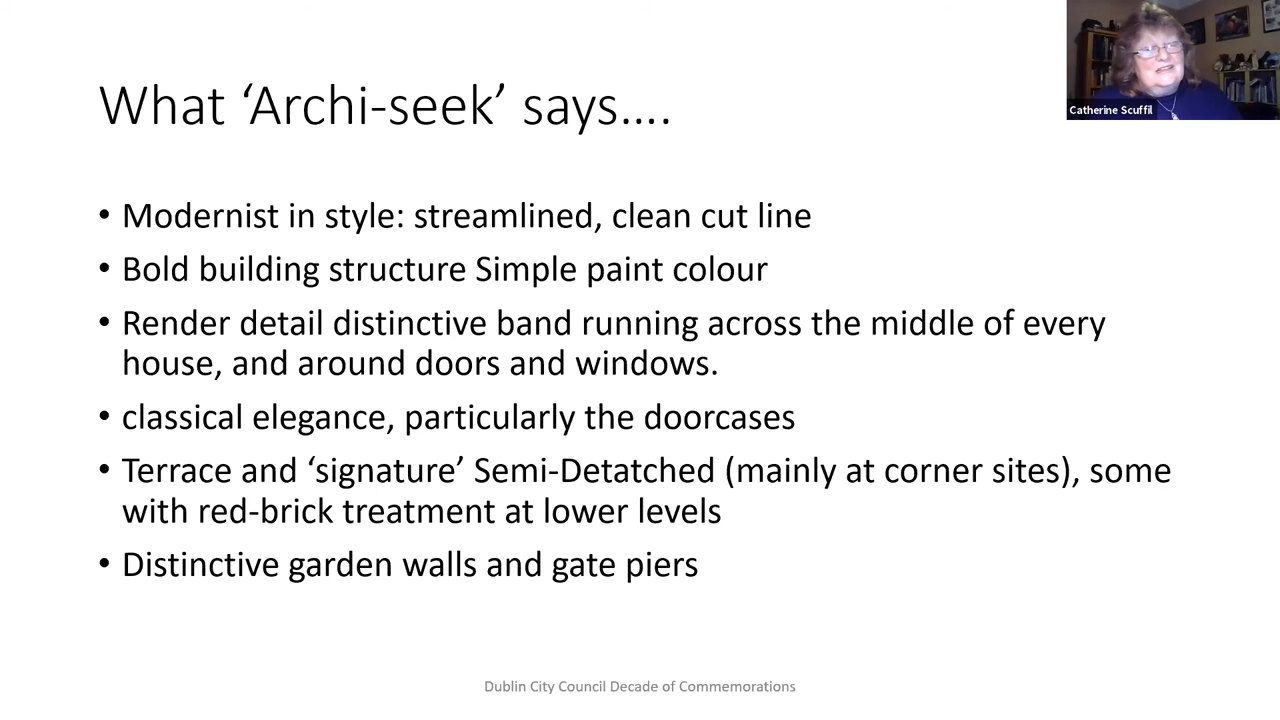 What ‘Archi-seek’ says….
Catherine Scuffil
• Modernist in style: streamlined, clean cut line
• Bold building structure Simple paint colour
• Render detail distinctive band running across the middle of every
house, and around doors and windows.
• classical elegance, particularly the doorcases
• Terrace and ‘signature’ Semi-Detatched (mainly at corner sites), some
with red-brick treatment at lower levels
• Distinctive garden walls and gate piers
Dublin City Council Decade of Commemorations